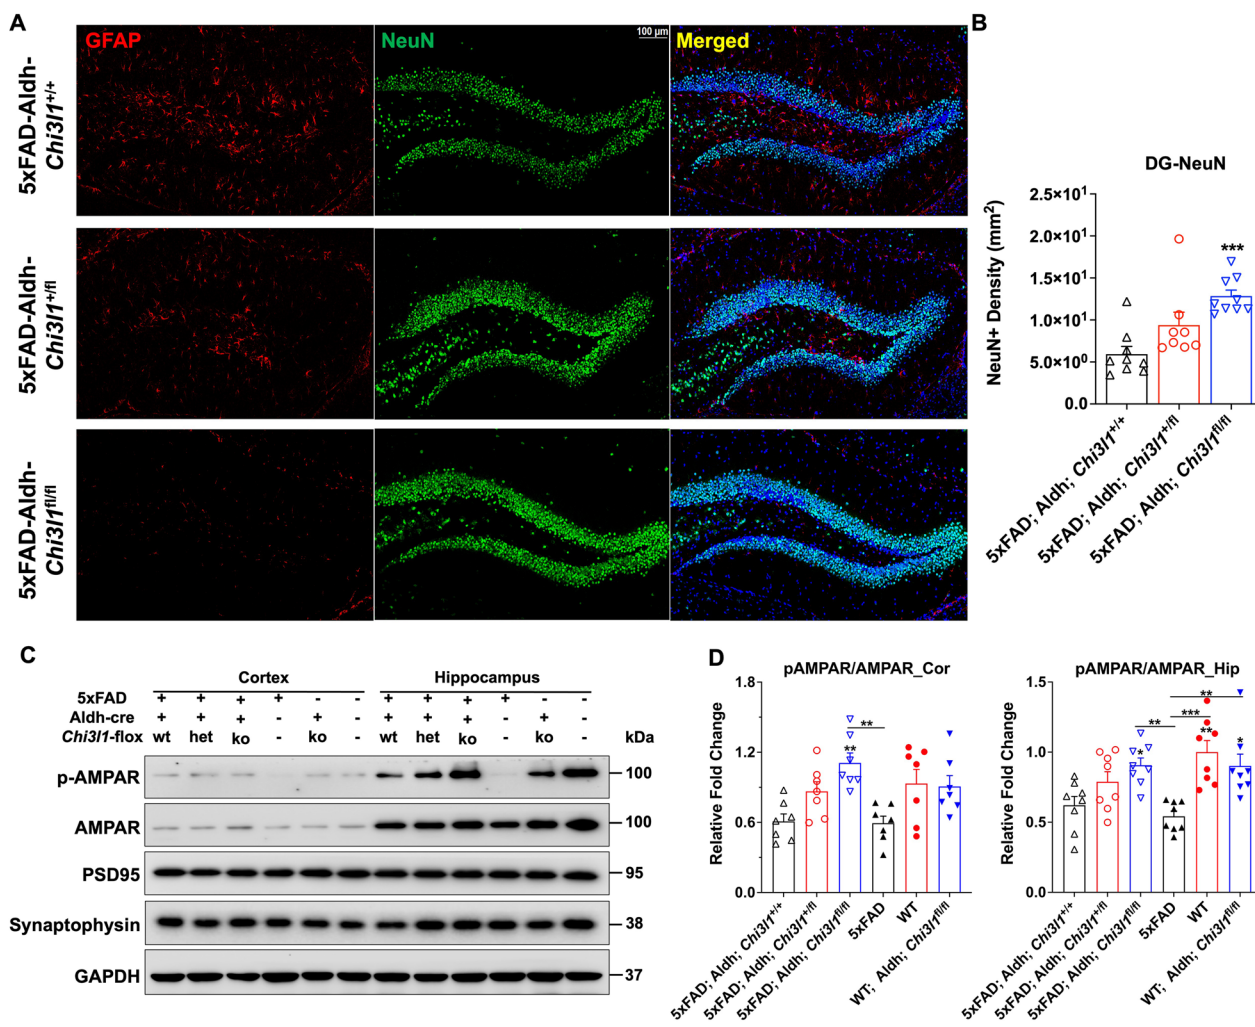 A
5xFAD-Aldh-
Chi3l1+/+
GFAP
NeuN
100 μm
Merged
5xFAD-Aldh-
Chi3l1+/fl
5xFAD-Aldh-
Chi3l1fl/fl
B
DG-NeuN
NeuN+ Density (mm²)
2.5×10¹
2.0×10¹
1.5×10¹
1.0×10¹
5.0×10⁰
0.0
***
5xFAD; Aldh; Chi3l1+/+
5xFAD; Aldh; Chi3l1+/fl
5xFAD; Aldh; Chi3l1fl/fl
C
Cortex Hippocampus
5xFAD + + + + - - + + + + - -
Aldh-cre + + + - + - + + + - + -
Chi3l1-flox wt het ko - ko - wt het ko - ko - kDa
p-AMPAR 100
AMPAR 100
PSD95 95
Synaptophysin 38
GAPDH 37
D
pAMPAR/AMPAR_Cor
Relative Fold Change
1.8
1.2
0.6
0.0
**
**
5xFAD; Aldh; Chi3l1+/+
5xFAD; Aldh; Chi3l1+/fl
5xFAD; Aldh; Chi3l1fl/fl
5xFAD
WT
WT; Aldh; Chi3l1fl/fl
pAMPAR/AMPAR_Hip
Relative Fold Change
1.5
1.0
0.5
0.0
**
***
**
**
*
*
5xFAD; Aldh; Chi3l1+/+
5xFAD; Aldh; Chi3l1+/fl
5xFAD; Aldh; Chi3l1fl/fl
5xFAD
WT
WT; Aldh; Chi3l1fl/fl